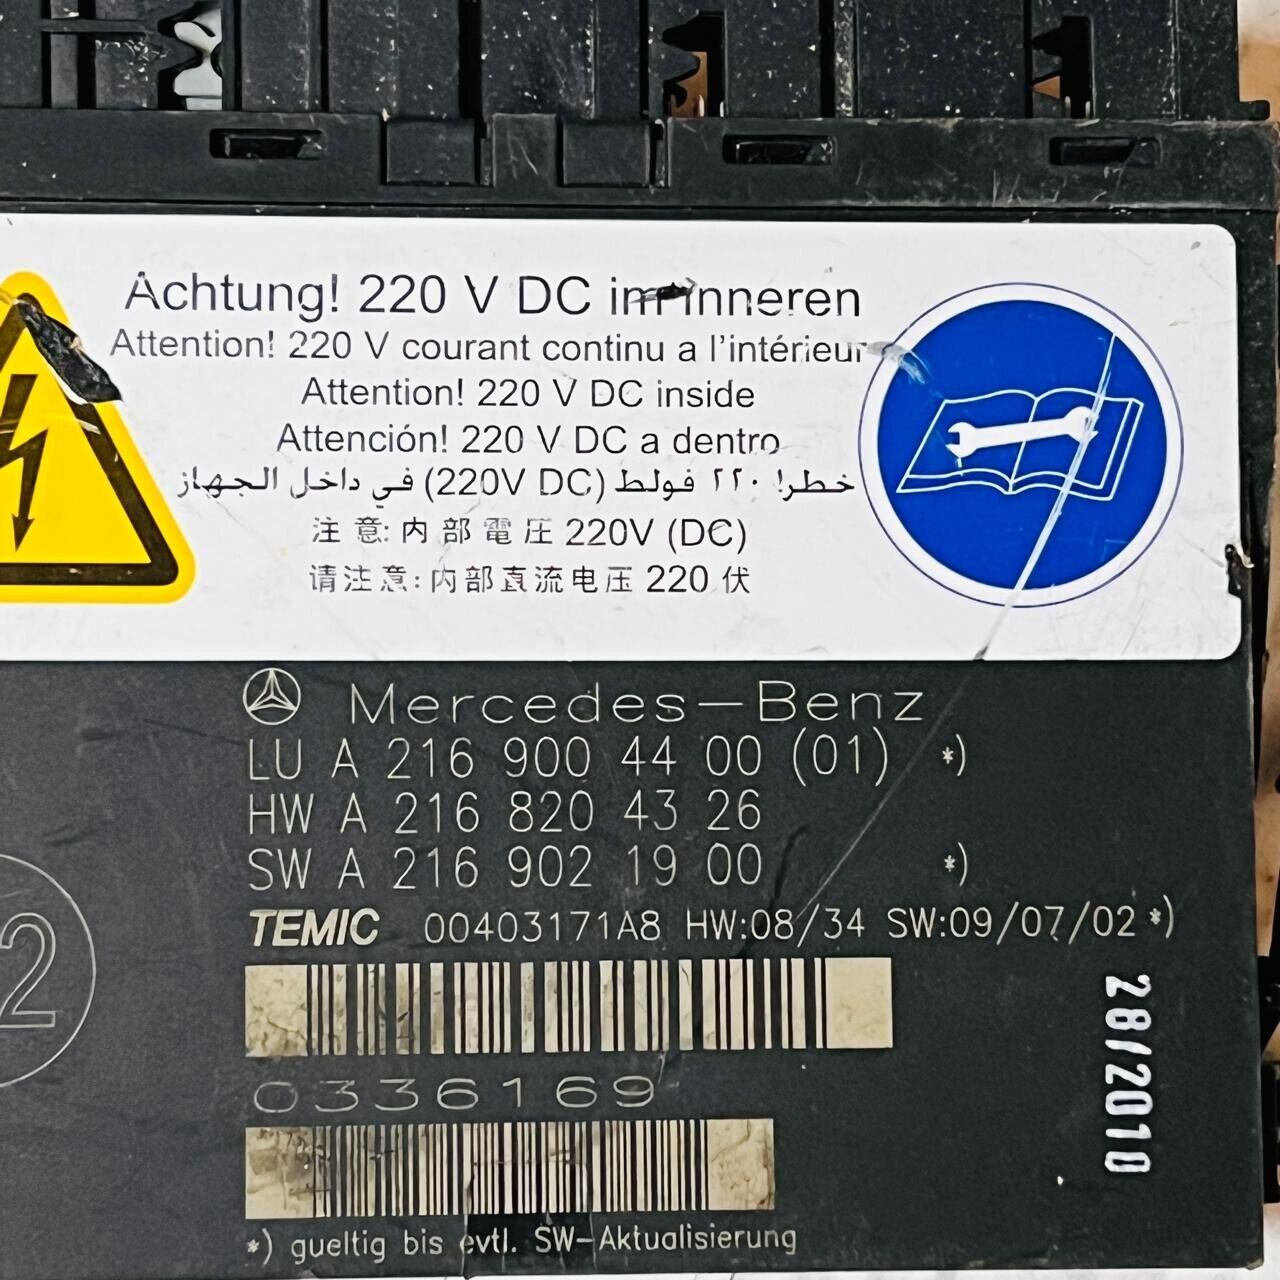 Achtung! 220 V DC im Inneren
Attention! 220 V courant continu a l'intérieur
Attention! 220 V DC inside
Attención! 220 V DC a dentro
خطر! ٢٢٠ فولط (220V DC) في داخل الجهاز
注意: 内部電圧 220V (DC)
请注意: 内部直流电压 220 伏
Mercedes-Benz
LU A 216 900 44 00 (01) *)
HW A 216 820 43 26
SW A 216 902 19 00 *)
TEMIC 00403171A8 HW:08/34 SW:09/07/02 *)
2
28/2010
0336169
*) gueltig bis evtl. SW-Aktualisierung